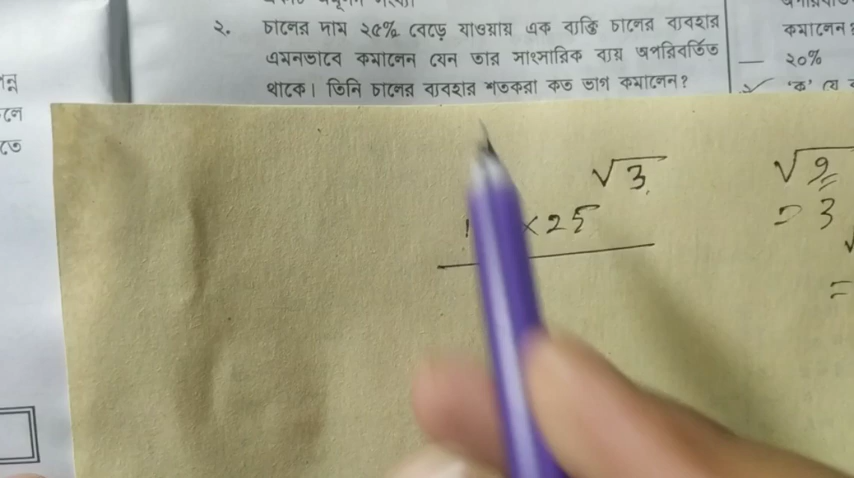 ২. চালের দাম ২৫% বেড়ে যাওয়ায় এক ব্যক্তি চালের ব্যবহার
এমনভাবে কমালেন যেন তার সাংসারিক ব্যয় অপরিবর্তিত
থাকে। তিনি চালের ব্যবহার শতকরা কত ভাগ কমালেন?
কমালেন?
২০%
'ক'
√3
× 25
√9
= 3
=